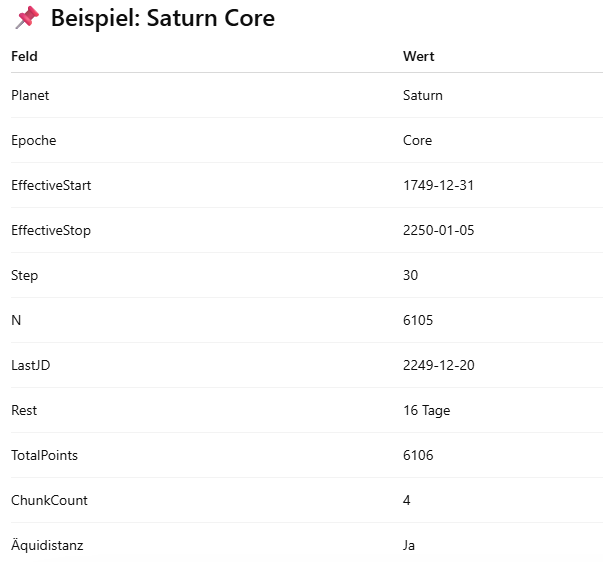 📌 Beispiel: Saturn Core
Feld Wert
Planet Saturn
Epoche Core
EffectiveStart 1749-12-31
EffectiveStop 2250-01-05
Step 30
N 6105
LastJD 2249-12-20
Rest 16 Tage
TotalPoints 6106
ChunkCount 4
Äquidistanz Ja